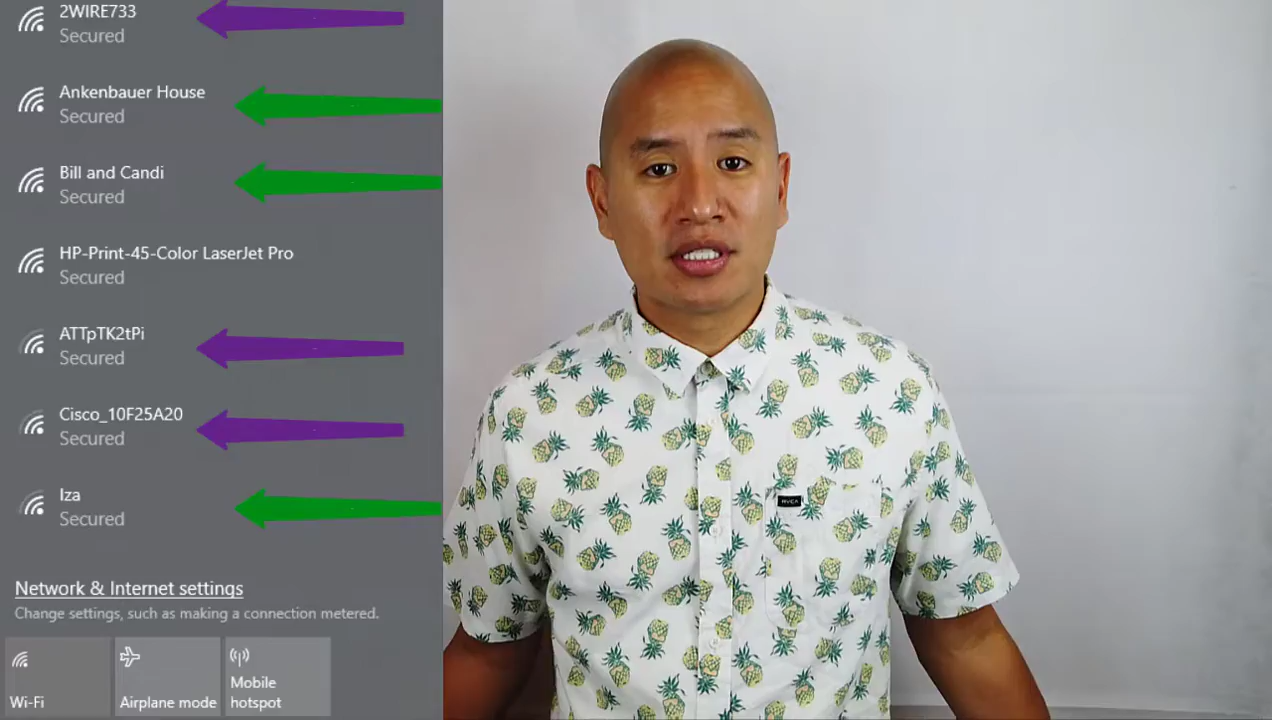 2WIRE733
Secured
Ankenbauer House
Secured
Bill and Candi
Secured
HP-Print-45-Color LaserJet Pro
Secured
ATTpTK2tPi
Secured
Cisco_10F25A20
Secured
Iza
Secured
Network & Internet settings
Change settings, such as making a connection metered.
Wi-Fi
Airplane mode
Mobile
hotspot
RVCA